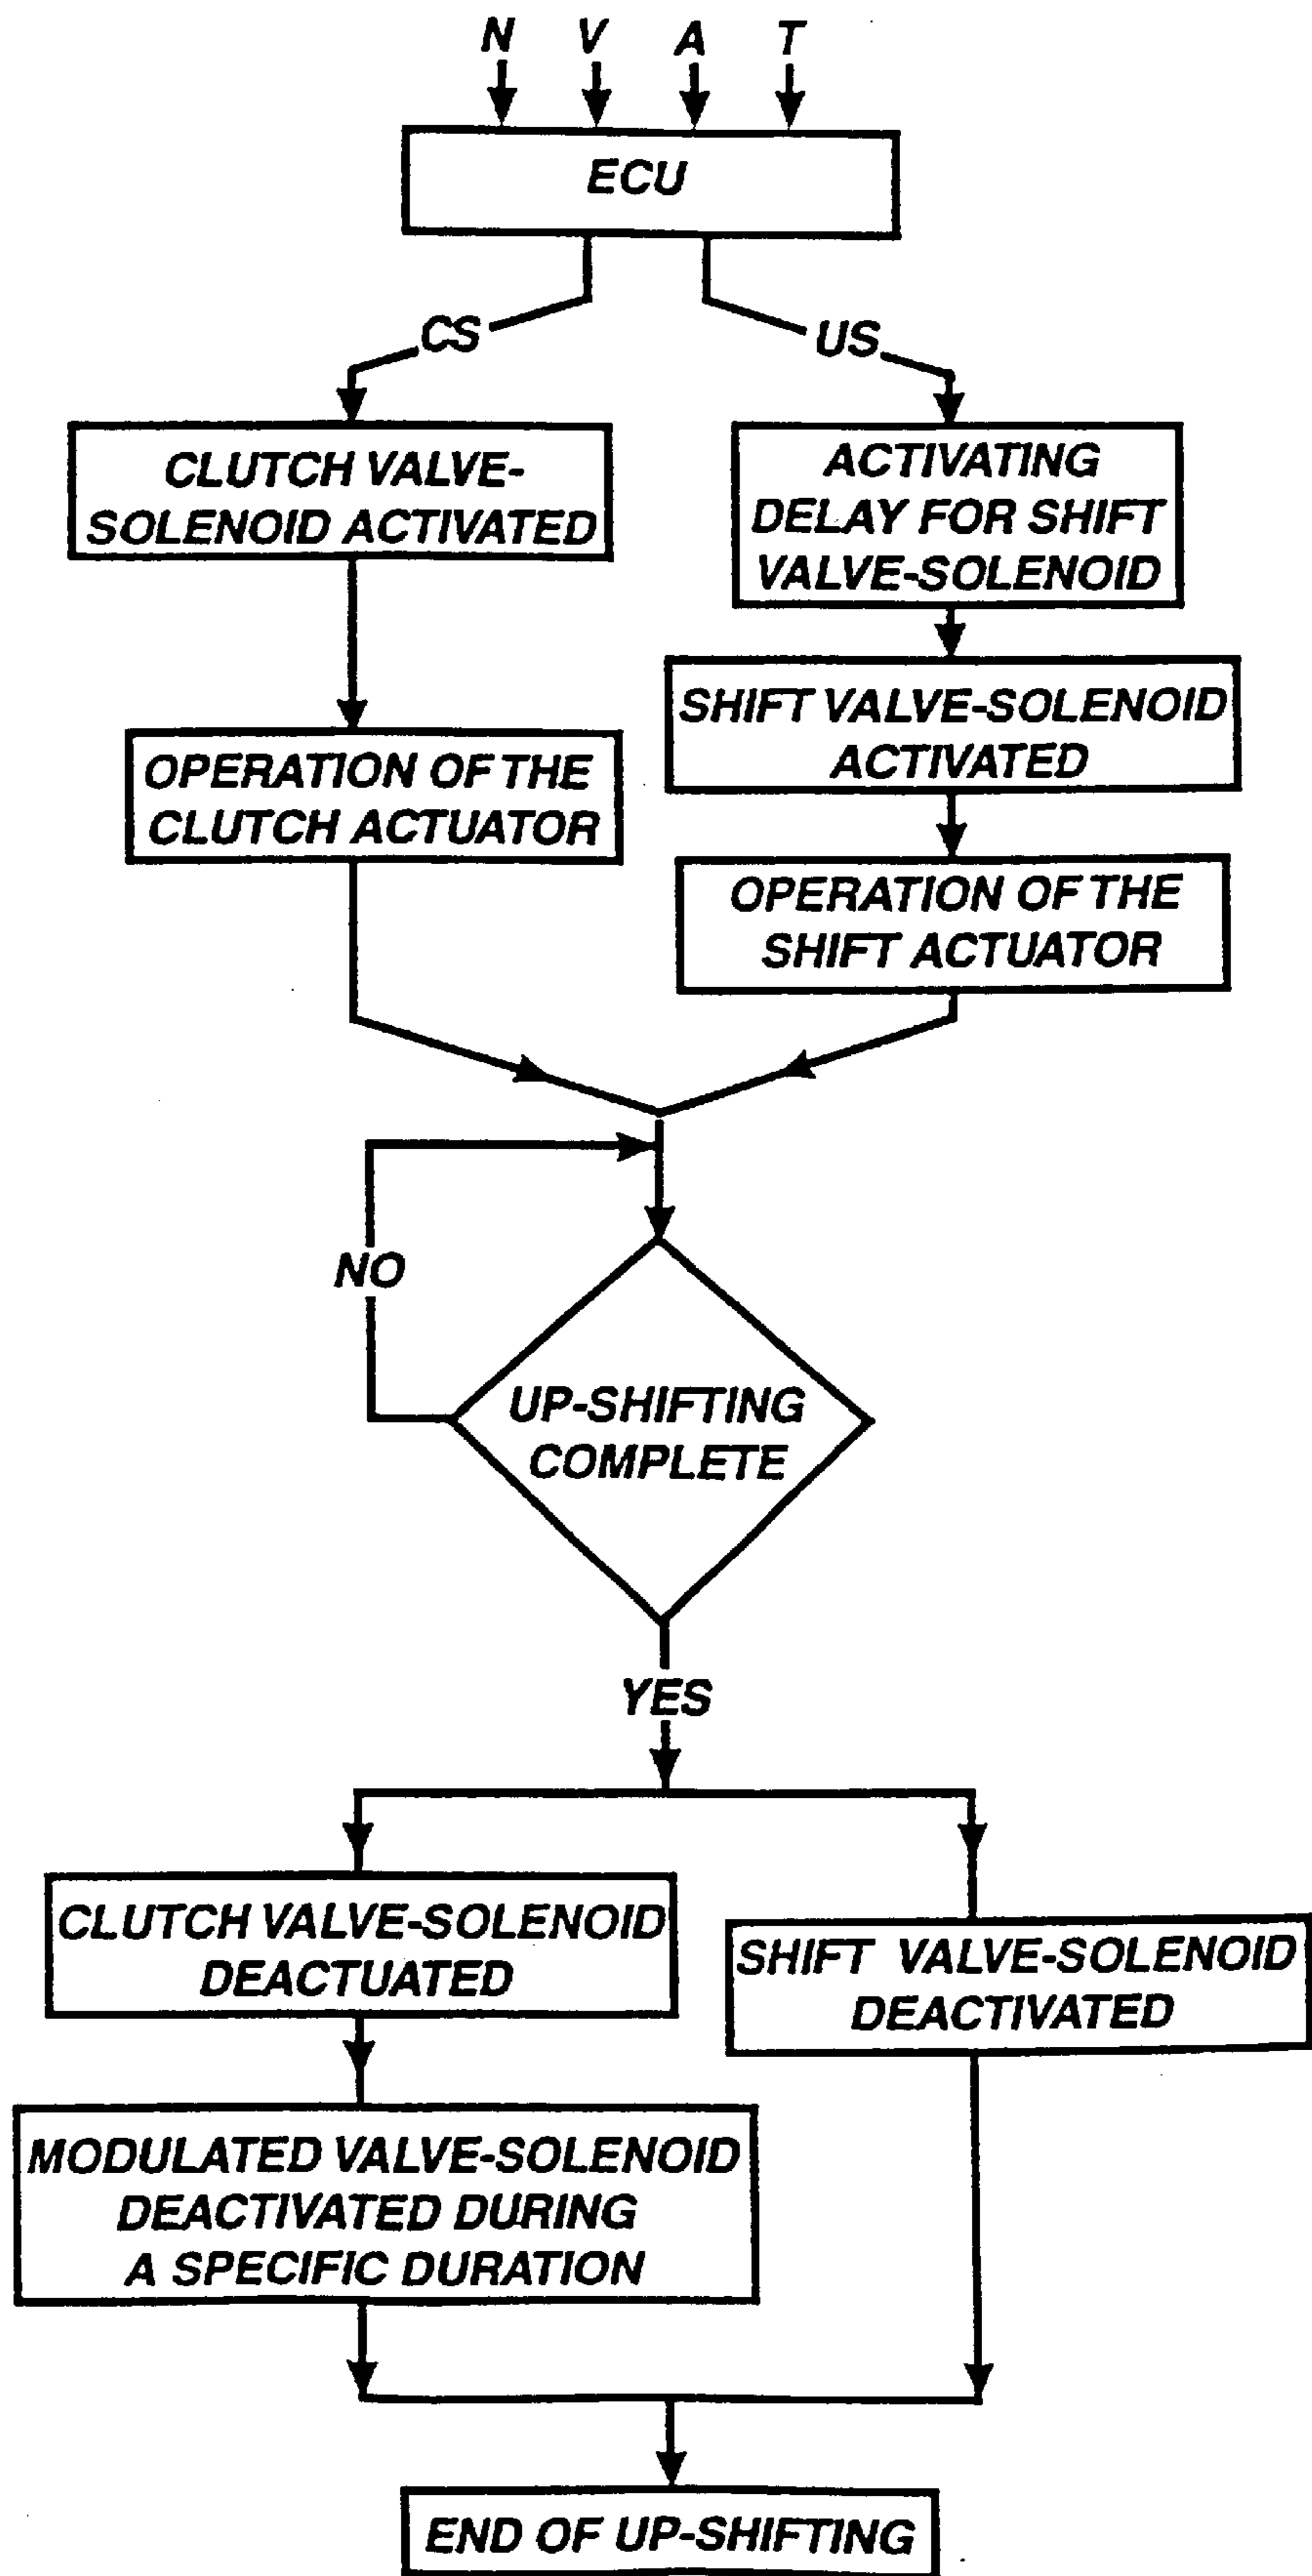 N V A T
ECU
CS
US
CLUTCH VALVE-
SOLENOID ACTIVATED
ACTIVATING
DELAY FOR SHIFT
VALVE-SOLENOID
SHIFT VALVE-SOLENOID
ACTIVATED
OPERATION OF THE
CLUTCH ACTUATOR
OPERATION OF THE
SHIFT ACTUATOR
NO
UP-SHIFTING
COMPLETE
YES
CLUTCH VALVE-SOLENOID
DEACTUATED
SHIFT VALVE-SOLENOID
DEACTIVATED
MODULATED VALVE-SOLENOID
DEACTIVATED DURING
A SPECIFIC DURATION
END OF UP-SHIFTING